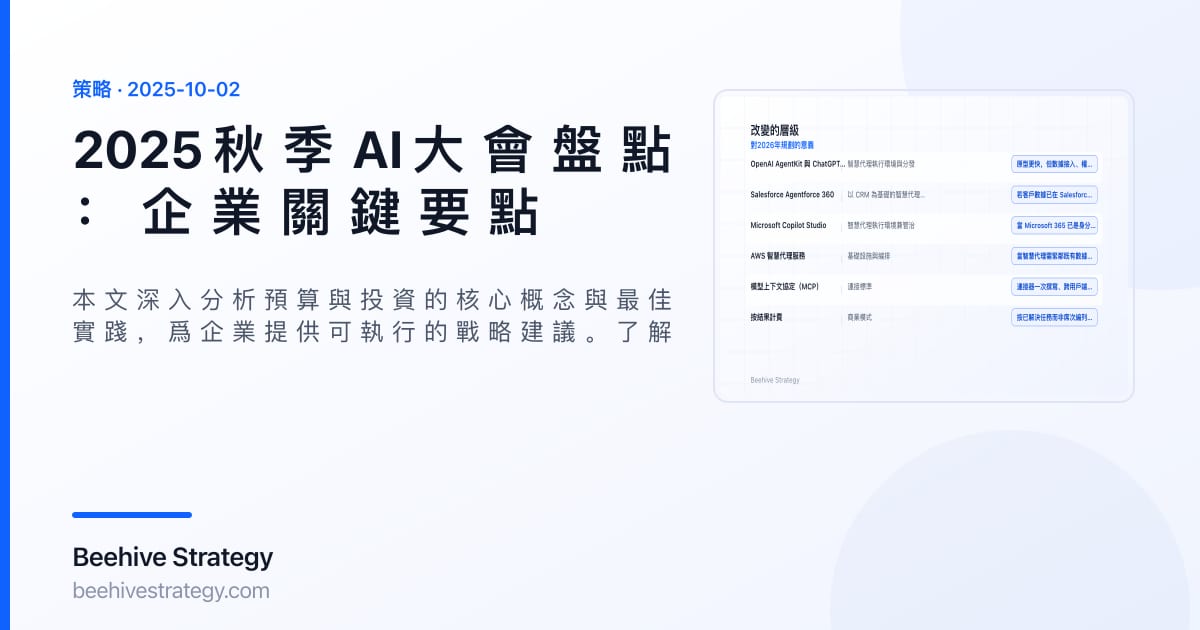 策略 · 2025-10-02
2025秋季AI大會盤點
：企業關鍵要點
本文深入分析預算與投資的核心概念與最佳
實踐，爲企業提供可執行的戰略建議。了解
Beehive Strategy
beehivestrategy.com
改變的層級
對2026年規劃的意義
OpenAI AgentKit 與 ChatGPT... 智慧代理執行環境與分發 原型更快，但數據接入、權...
Salesforce Agentforce 360 以 CRM 為基礎的智慧代理... 若客戶數據已在 Salesforc...
Microsoft Copilot Studio 智慧代理執行環境兼管治 當 Microsoft 365 已是身分...
AWS 智慧代理服務 基礎設施與編排 當智慧代理需緊鄰既有數據...
模型上下文協定（MCP） 連接標準 連接器一次撰寫、跨用戶端...
按結果計費 商業模式 按已解決任務而非席次編列...
Beehive Strategy